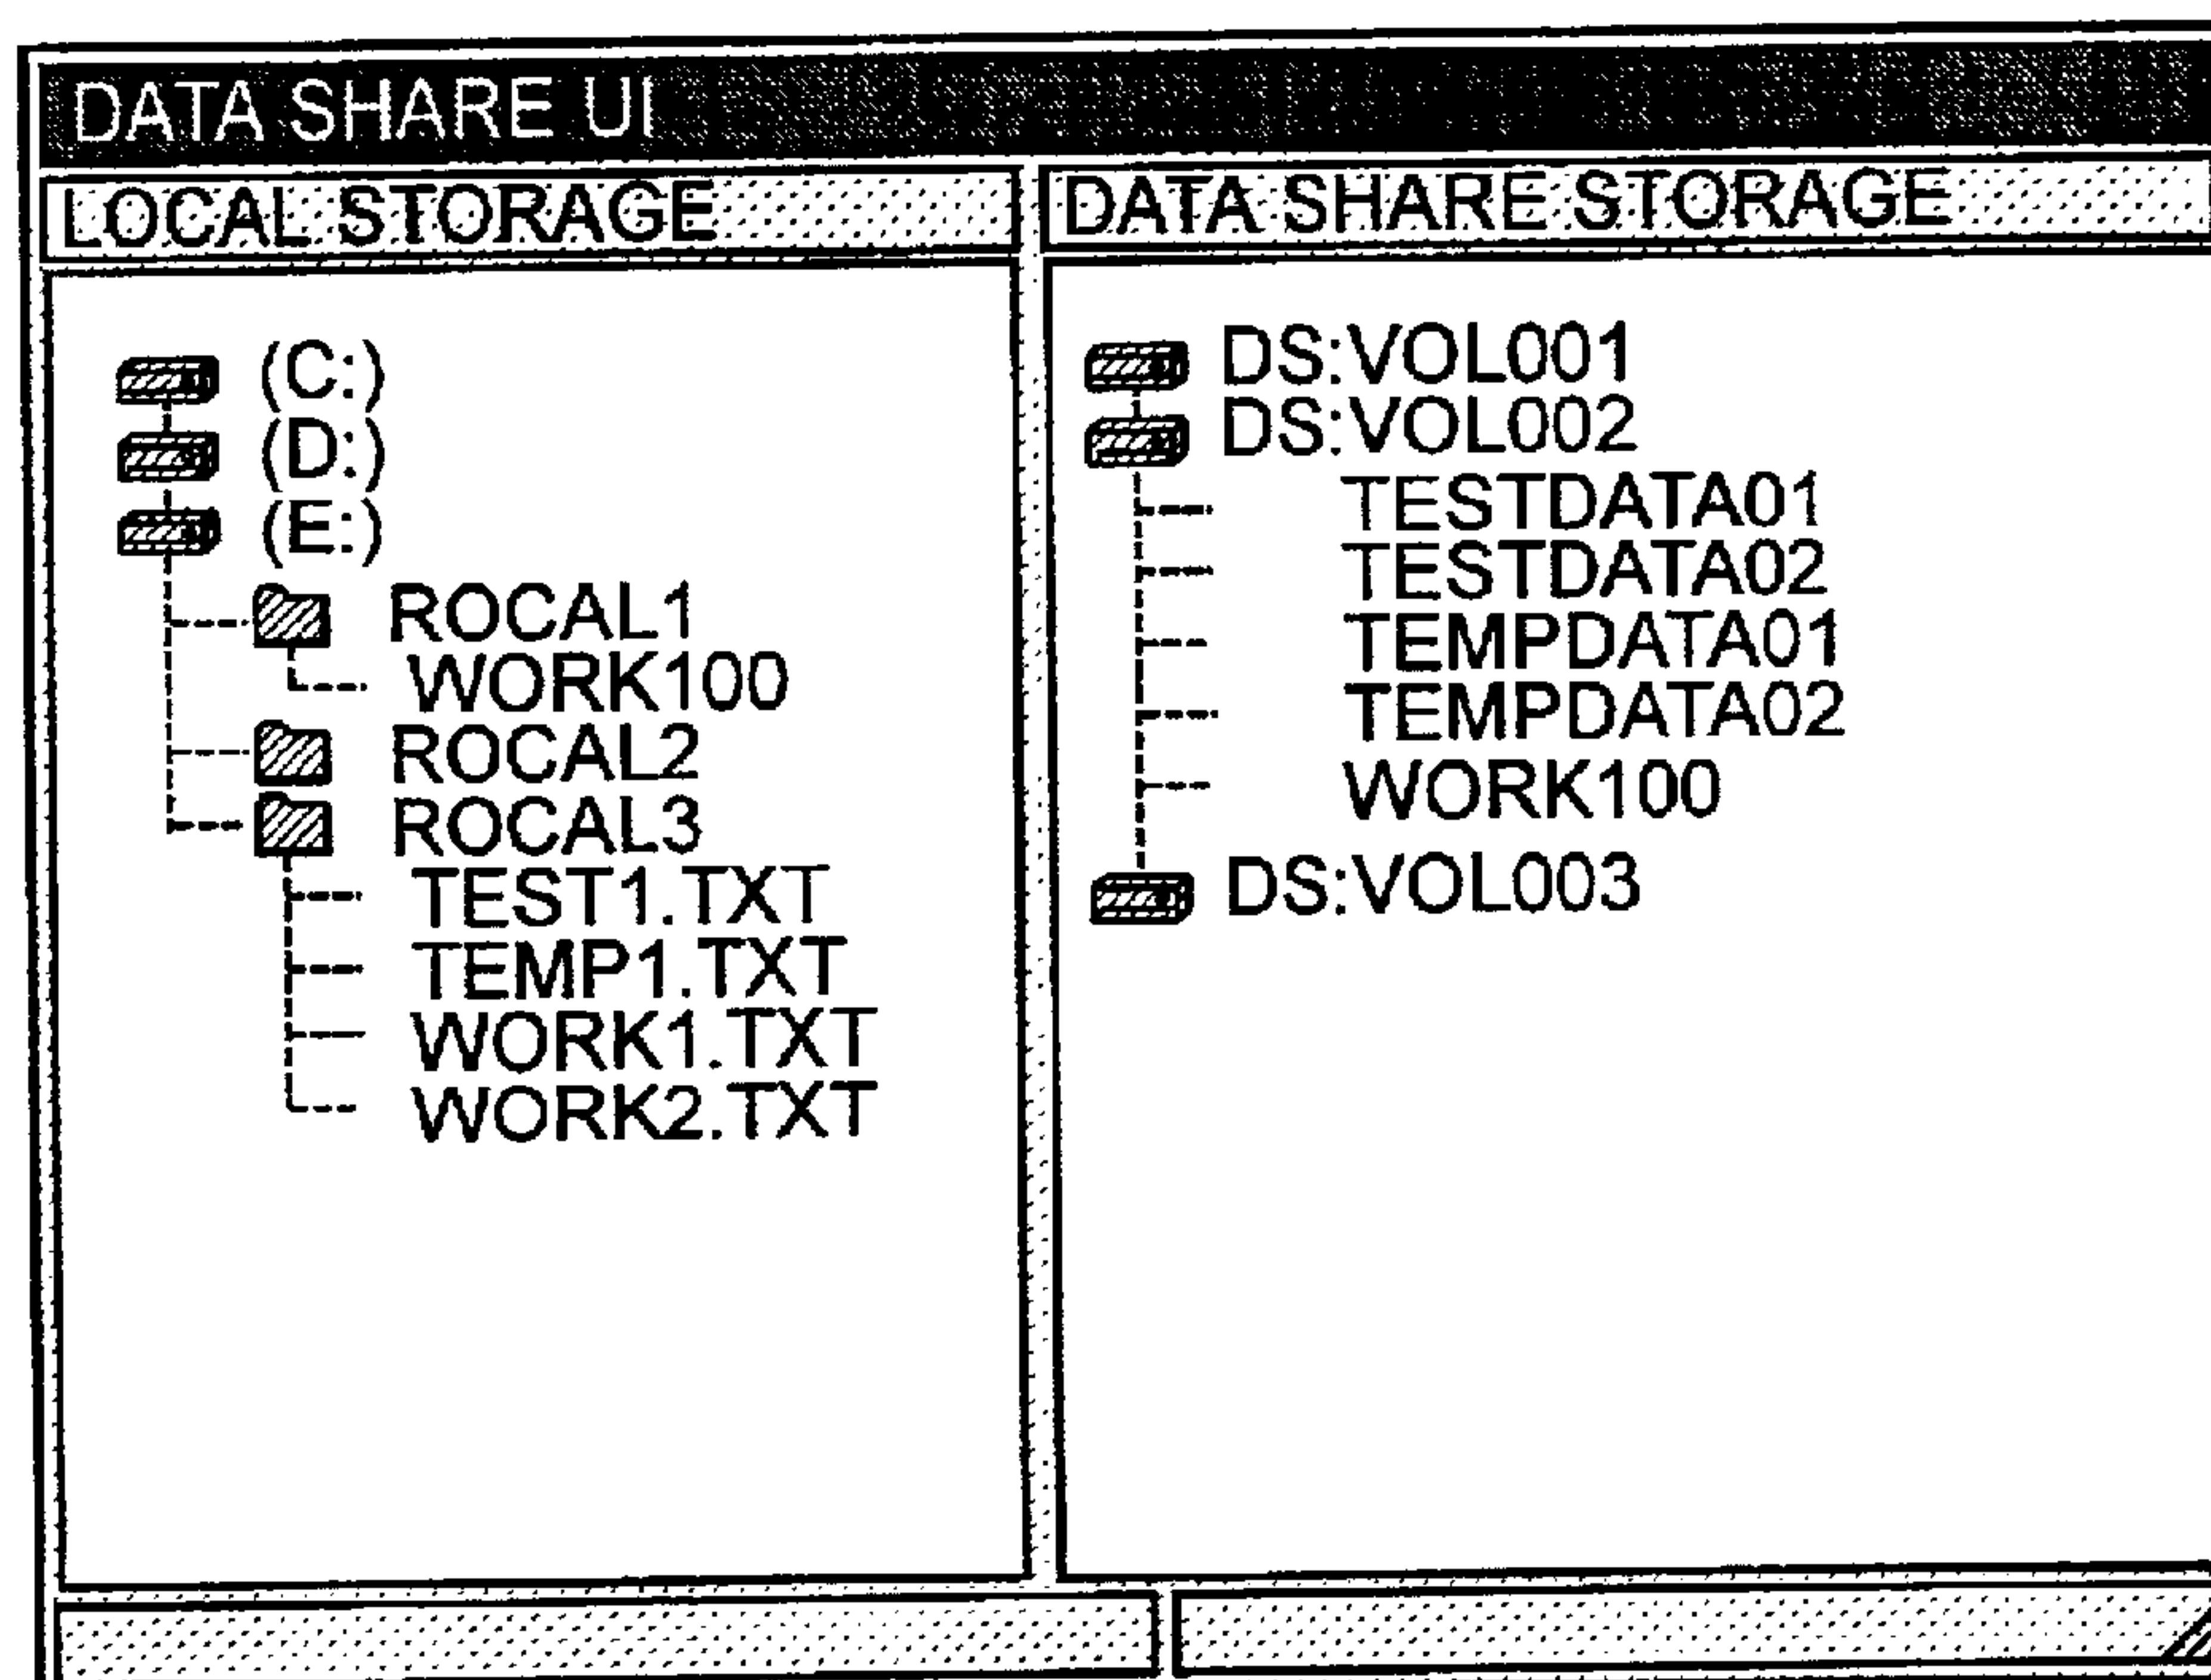 DATA SHARE UI
LOCAL STORAGE
(C:)
(D:)
(E:)
ROCAL1
WORK100
ROCAL2
ROCAL3
TEST1.TXT
TEMP1.TXT
WORK1.TXT
WORK2.TXT
DATA SHARE STORAGE
DS:VOL001
DS:VOL002
TESTDATA01
TESTDATA02
TEMPDATA01
TEMPDATA02
WORK100
DS:VOL003